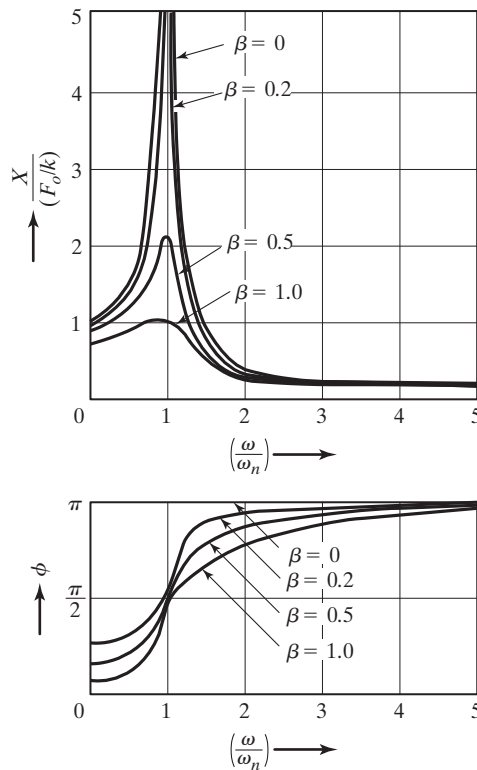 5
β = 0
4
β = 0.2
3
X
(F_o/k)
2
β = 0.5
β = 1.0
1
0 1 2 3 4 5
(ω/ω_n)
π
β = 0
β = 0.2
ϕ
π/2
β = 0.5
β = 1.0
0 1 2 3 4 5
(ω/ω_n)